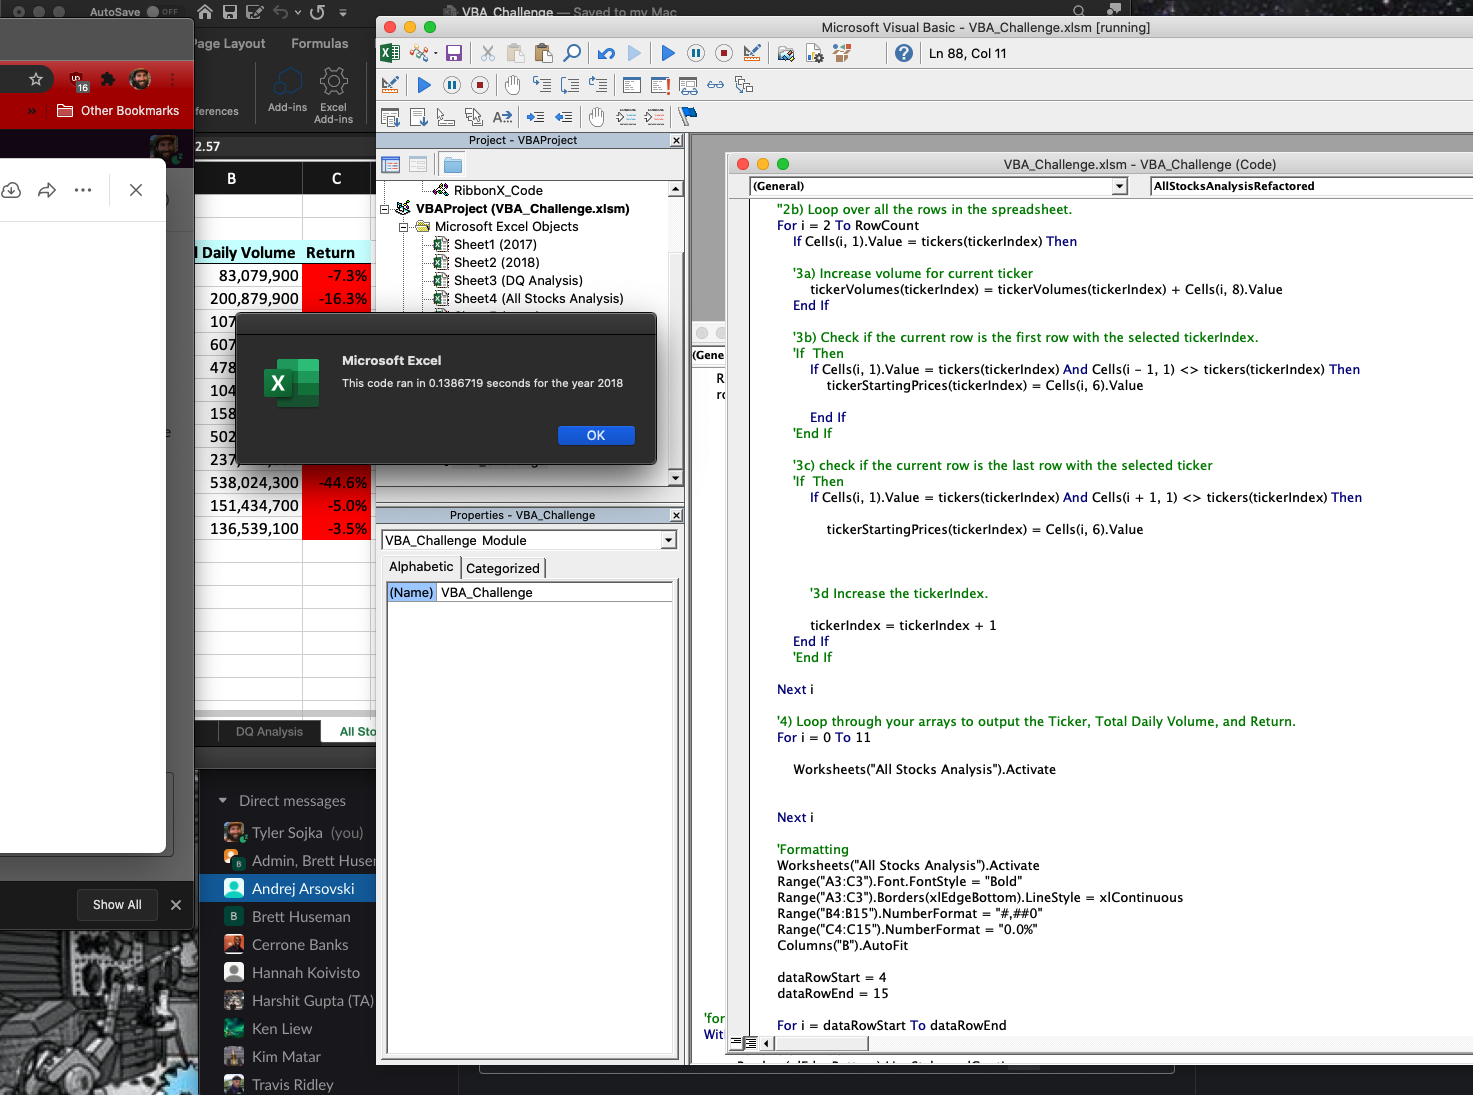 AutoSave OFF
VBA_Challenge — Saved to my Mac
Page Layout Formulas
Add-ins Excel Add-ins
16
Other Bookmarks
2.57
B C
Daily Volume Return
83,079,900 -7.3%
200,879,900 -16.3%
107
607
478
104
158
502
237,
538,024,300 -44.6%
151,434,700 -5.0%
136,539,100 -3.5%
DQ Analysis All Sto
Show All
Direct messages
Tyler Sojka (you)
Admin, Brett Huser
Andrej Arsovski
B Brett Huseman
Cerrone Banks
Hannah Koivisto
Harshit Gupta (TA)
Ken Liew
Kim Matar
Travis Ridley
Microsoft Visual Basic - VBA_Challenge.xlsm [running]
Ln 88, Col 11
Project - VBAProject
RibbonX_Code
VBAProject (VBA_Challenge.xlsm)
Microsoft Excel Objects
Sheet1 (2017)
Sheet2 (2018)
Sheet3 (DQ Analysis)
Sheet4 (All Stocks Analysis)
Microsoft Excel
This code ran in 0.1386719 seconds for the year 2018
OK
Properties - VBA_Challenge
VBA_Challenge Module
Alphabetic Categorized
(Name) VBA_Challenge
(Gene
'for
Wit
VBA_Challenge.xlsm - VBA_Challenge (Code)
(General) AllStocksAnalysisRefactored
"2b) Loop over all the rows in the spreadsheet.
For i = 2 To RowCount
If Cells(i, 1).Value = tickers(tickerIndex) Then
'3a) Increase volume for current ticker
tickerVolumes(tickerIndex) = tickerVolumes(tickerIndex) + Cells(i, 8).Value
End If
'3b) Check if the current row is the first row with the selected tickerIndex.
'If Then
If Cells(i, 1).Value = tickers(tickerIndex) And Cells(i - 1, 1) <> tickers(tickerIndex) Then
tickerStartingPrices(tickerIndex) = Cells(i, 6).Value
End If
'End If
'3c) check if the current row is the last row with the selected ticker
'If Then
If Cells(i, 1).Value = tickers(tickerIndex) And Cells(i + 1, 1) <> tickers(tickerIndex) Then
tickerStartingPrices(tickerIndex) = Cells(i, 6).Value
'3d Increase the tickerIndex.
tickerIndex = tickerIndex + 1
End If
'End If
Next i
'4) Loop through your arrays to output the Ticker, Total Daily Volume, and Return.
For i = 0 To 11
Worksheets("All Stocks Analysis").Activate
Next i
'Formatting
Worksheets("All Stocks Analysis").Activate
Range("A3:C3").Font.FontStyle = "Bold"
Range("A3:C3").Borders(xlEdgeBottom).LineStyle = xlContinuous
Range("B4:B15").NumberFormat = "#,##0"
Range("C4:C15").NumberFormat = "0.0%"
Columns("B").AutoFit
dataRowStart = 4
dataRowEnd = 15
For i = dataRowStart To dataRowEnd